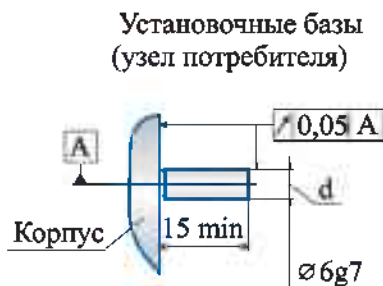 Установочные базы
(узел потребителя)
↗ 0,05 A
A
d
Корпус
15 min
⌀6g7